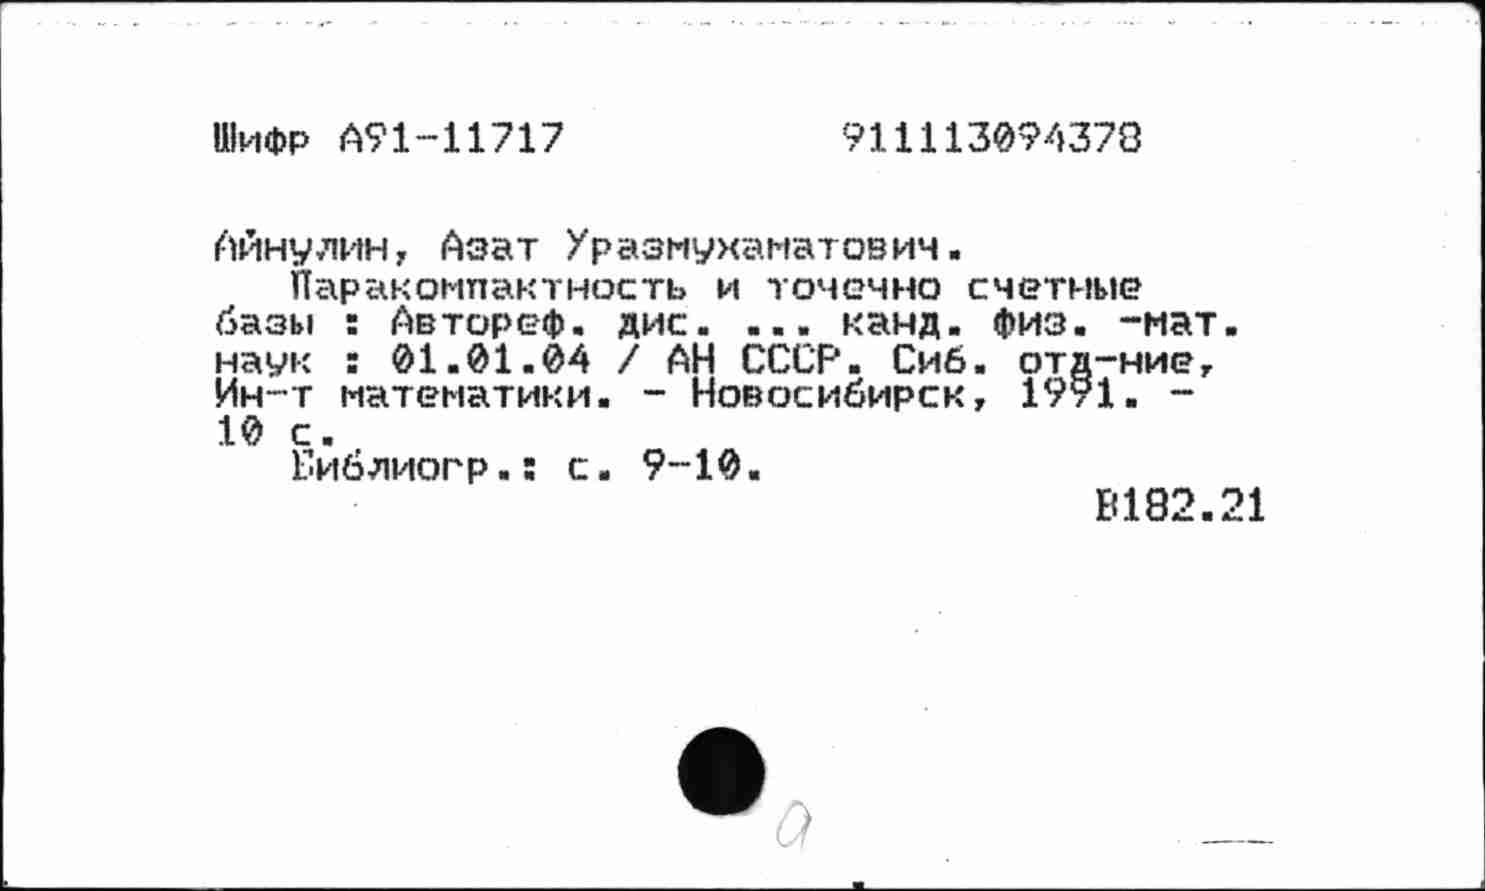 Шифр А91-11717 911113094378
Айнулин, Азат Уразмухаматович.
Паракомпактность и точечно счетные
базы : Автореф. дис. ... канд. физ. -мат.
наук : 01.01.04 / АН СССР. Сиб. отд-ние,
Ин-т математики. - Новосибирск, 1991. -
10 с.
Библиогр.: с. 9-10.
В182.21
а